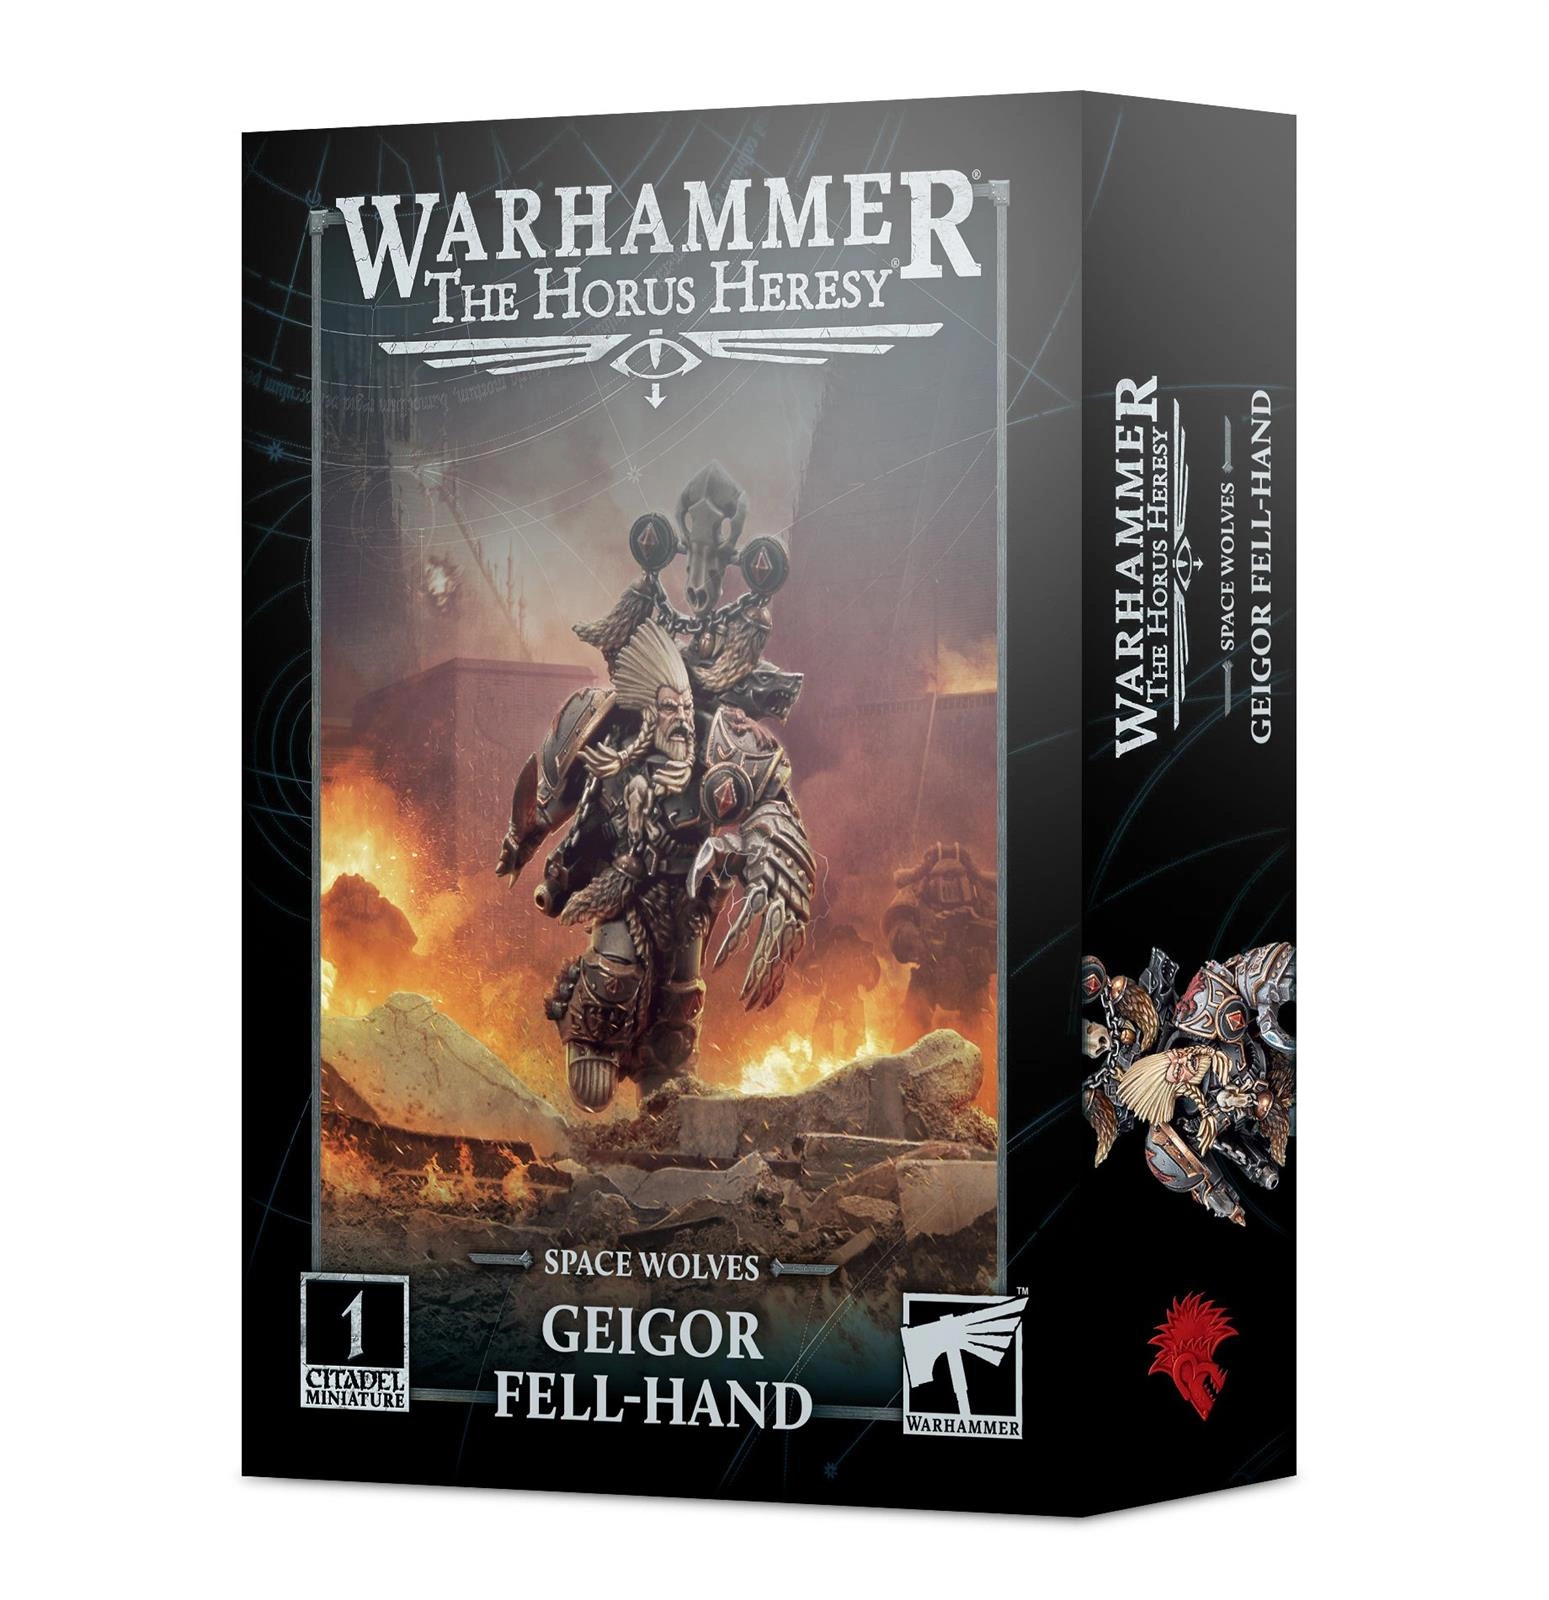 WARHAMMER®
THE HORUS HERESY®
SPACE WOLVES
GEIGOR
FELL-HAND
1
CITADEL
MINIATURE
™
WARHAMMER
WARHAMMER
THE HORUS HERESY
SPACE WOLVES
GEIGOR FELL-HAND